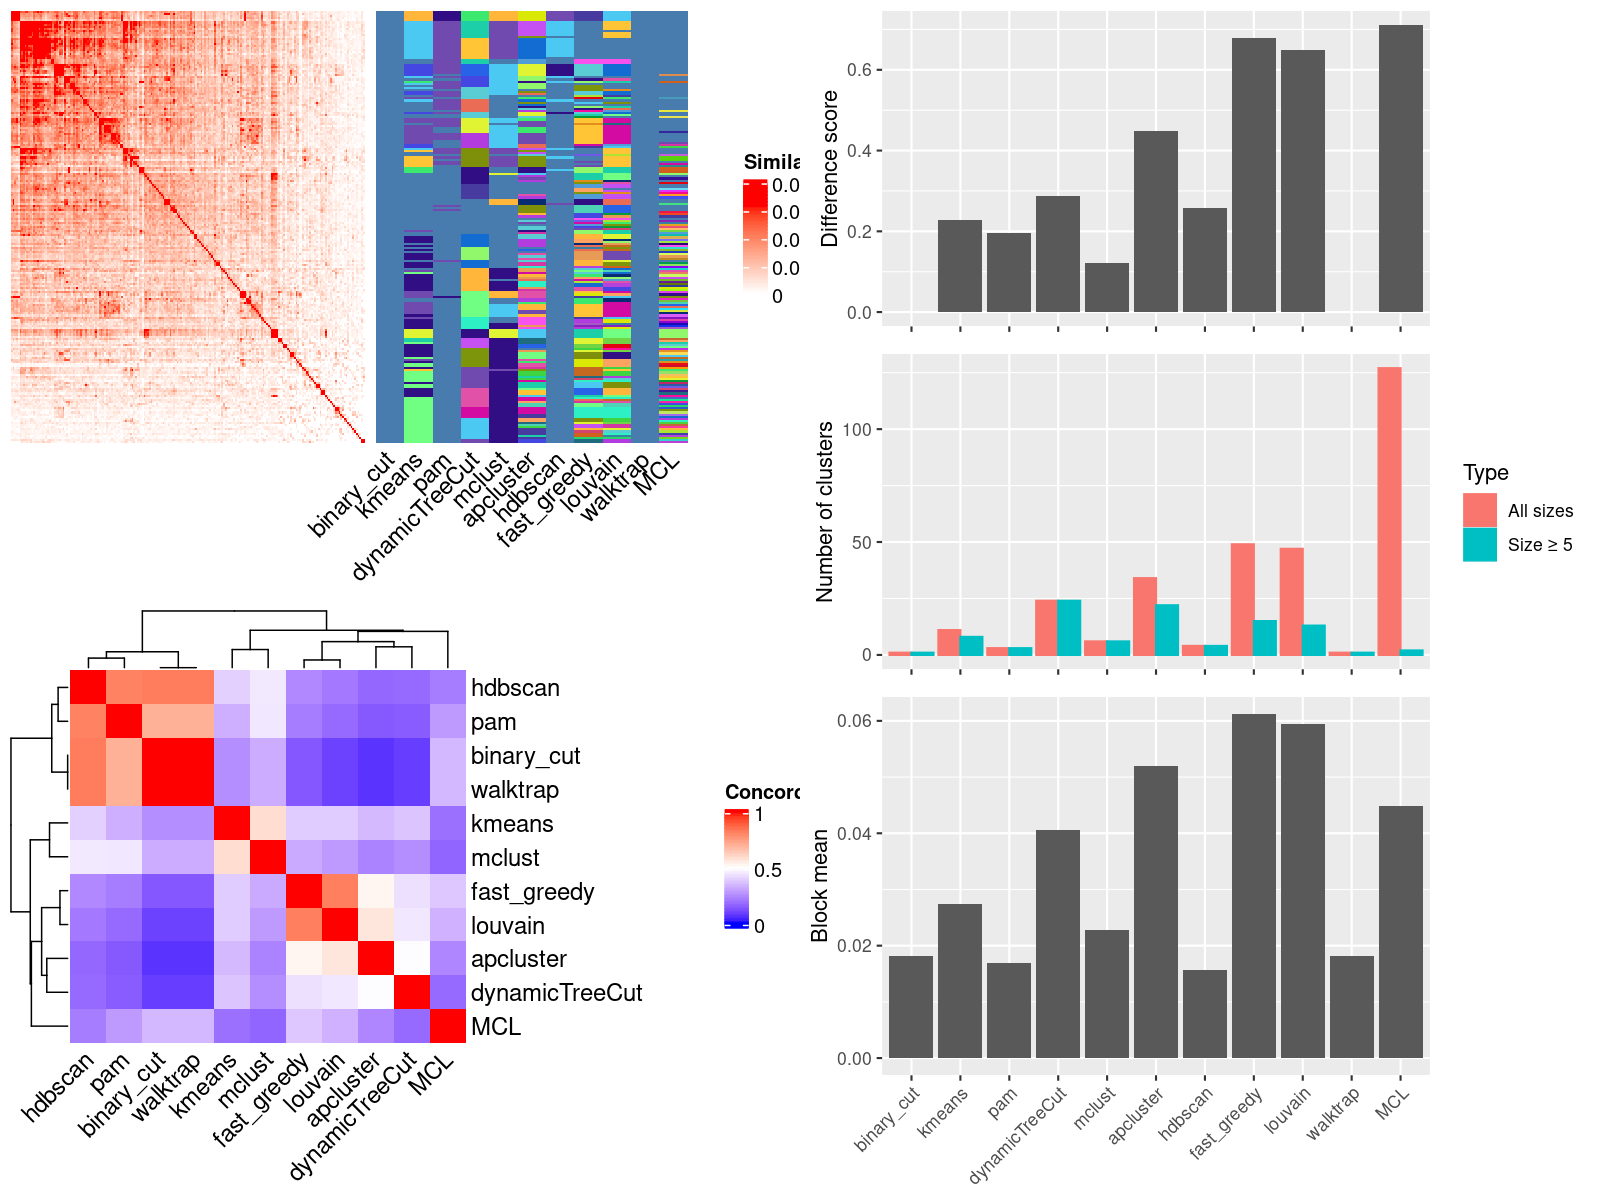 Simila
0.0
0.0
0.0
0.0
0
binary_cut
kmeans
pam
dynamicTreeCut
mclust
apcluster
hdbscan
fast_greedy
louvain
walktrap
MCL
hdbscan
pam
binary_cut
walktrap
kmeans
mclust
fast_greedy
louvain
apcluster
dynamicTreeCut
MCL
hdbscan
pam
binary_cut
walktrap
kmeans
mclust
fast_greedy
louvain
apcluster
dynamicTreeCut
MCL
Concord
1
0.5
0
Difference score
0.6
0.4
0.2
0.0
Number of clusters
100
50
0
Type
All sizes
Size ≥ 5
Block mean
0.06
0.04
0.02
0.00
binary_cut
kmeans
pam
dynamicTreeCut
mclust
apcluster
hdbscan
fast_greedy
louvain
walktrap
MCL